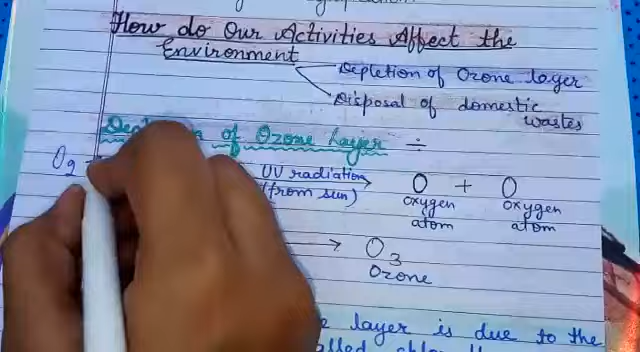 How do Our Activities Affect the
Environment
Depletion of Ozone layer
Disposal of domestic
wastes
of Ozone Layer ÷
O2
UV radiation
(from sun)
O + O
oxygen atom
oxygen atom
O3
Ozone
layer is due to the